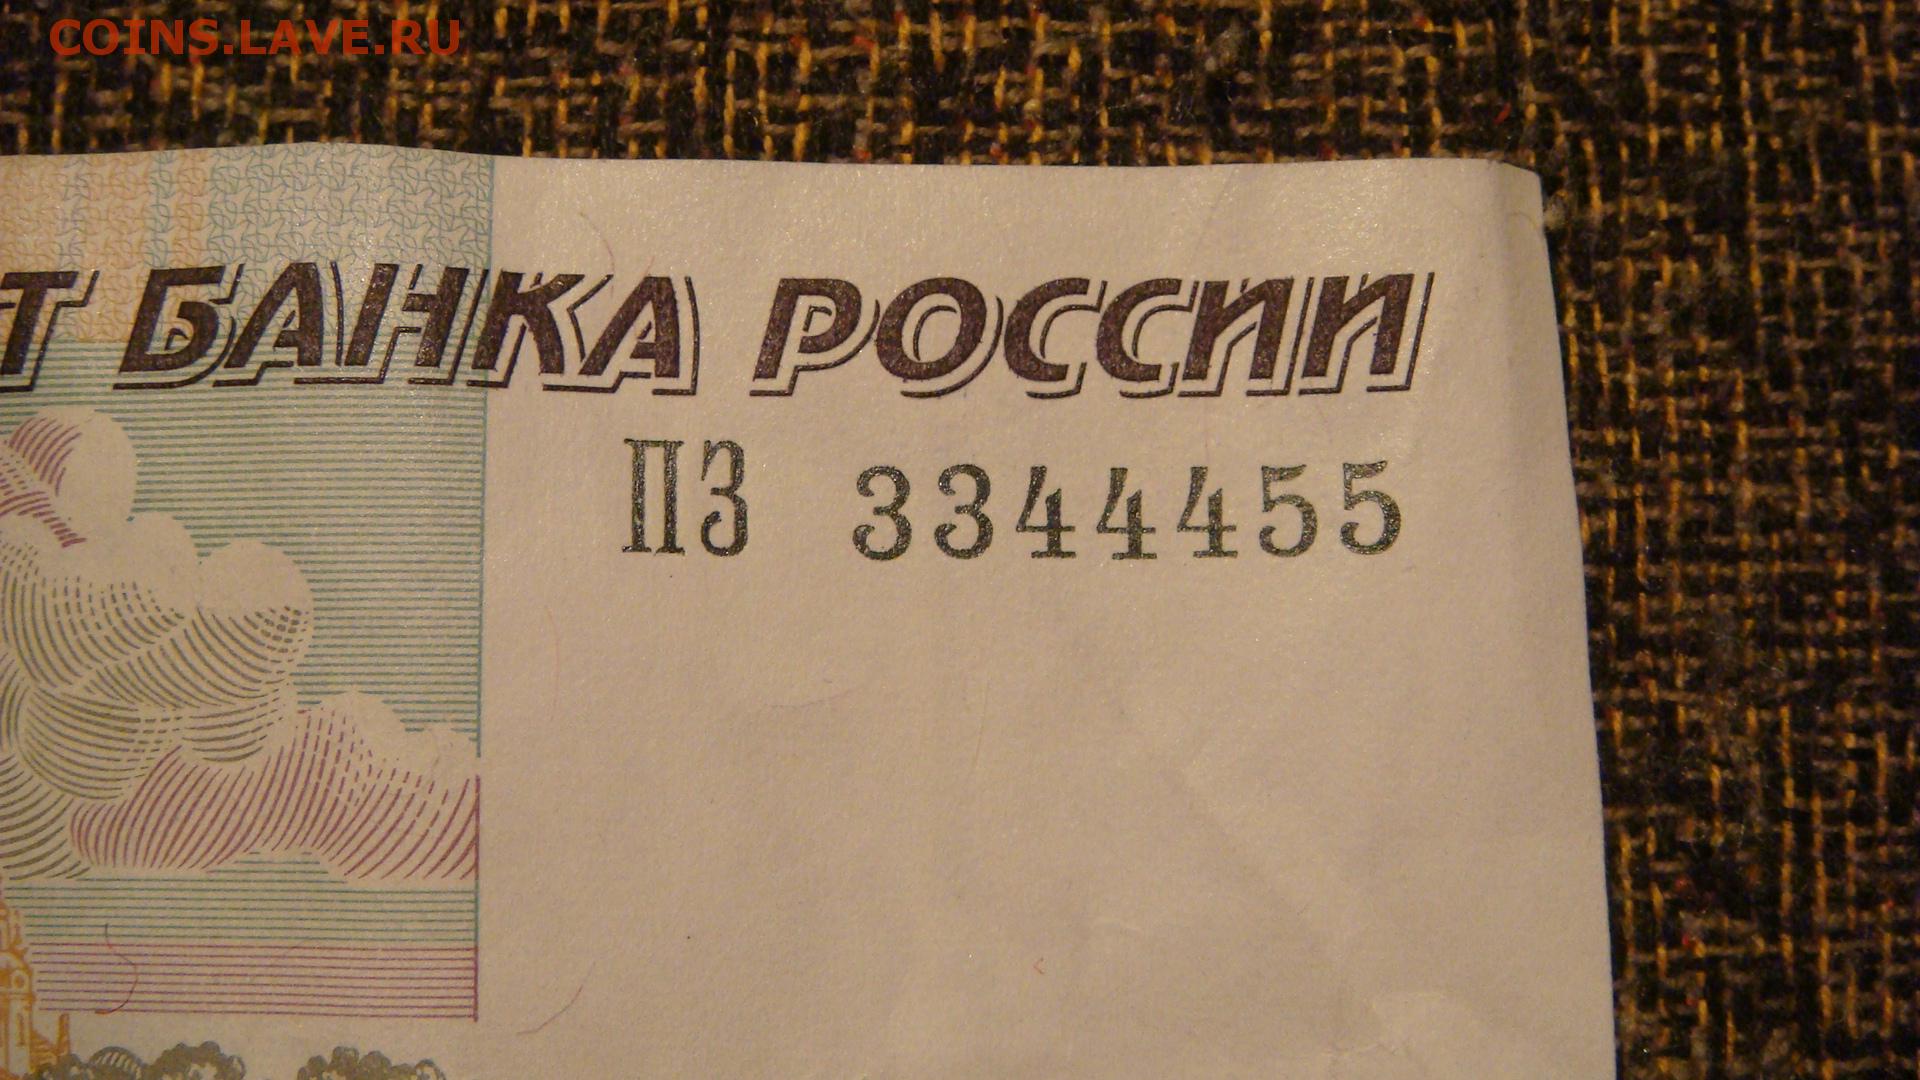 COINS.LAVE.RU
Т БАНКА РОССИИ
ПЗ 3344455